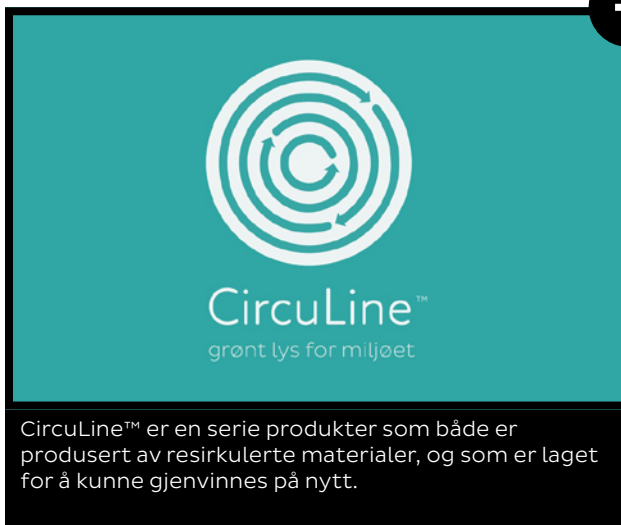 CircuLine™
grønt lys for miljøet
CircuLine™ er en serie produkter som både er
produsert av resirkulerte materialer, og som er laget
for å kunne gjenvinnes på nytt.